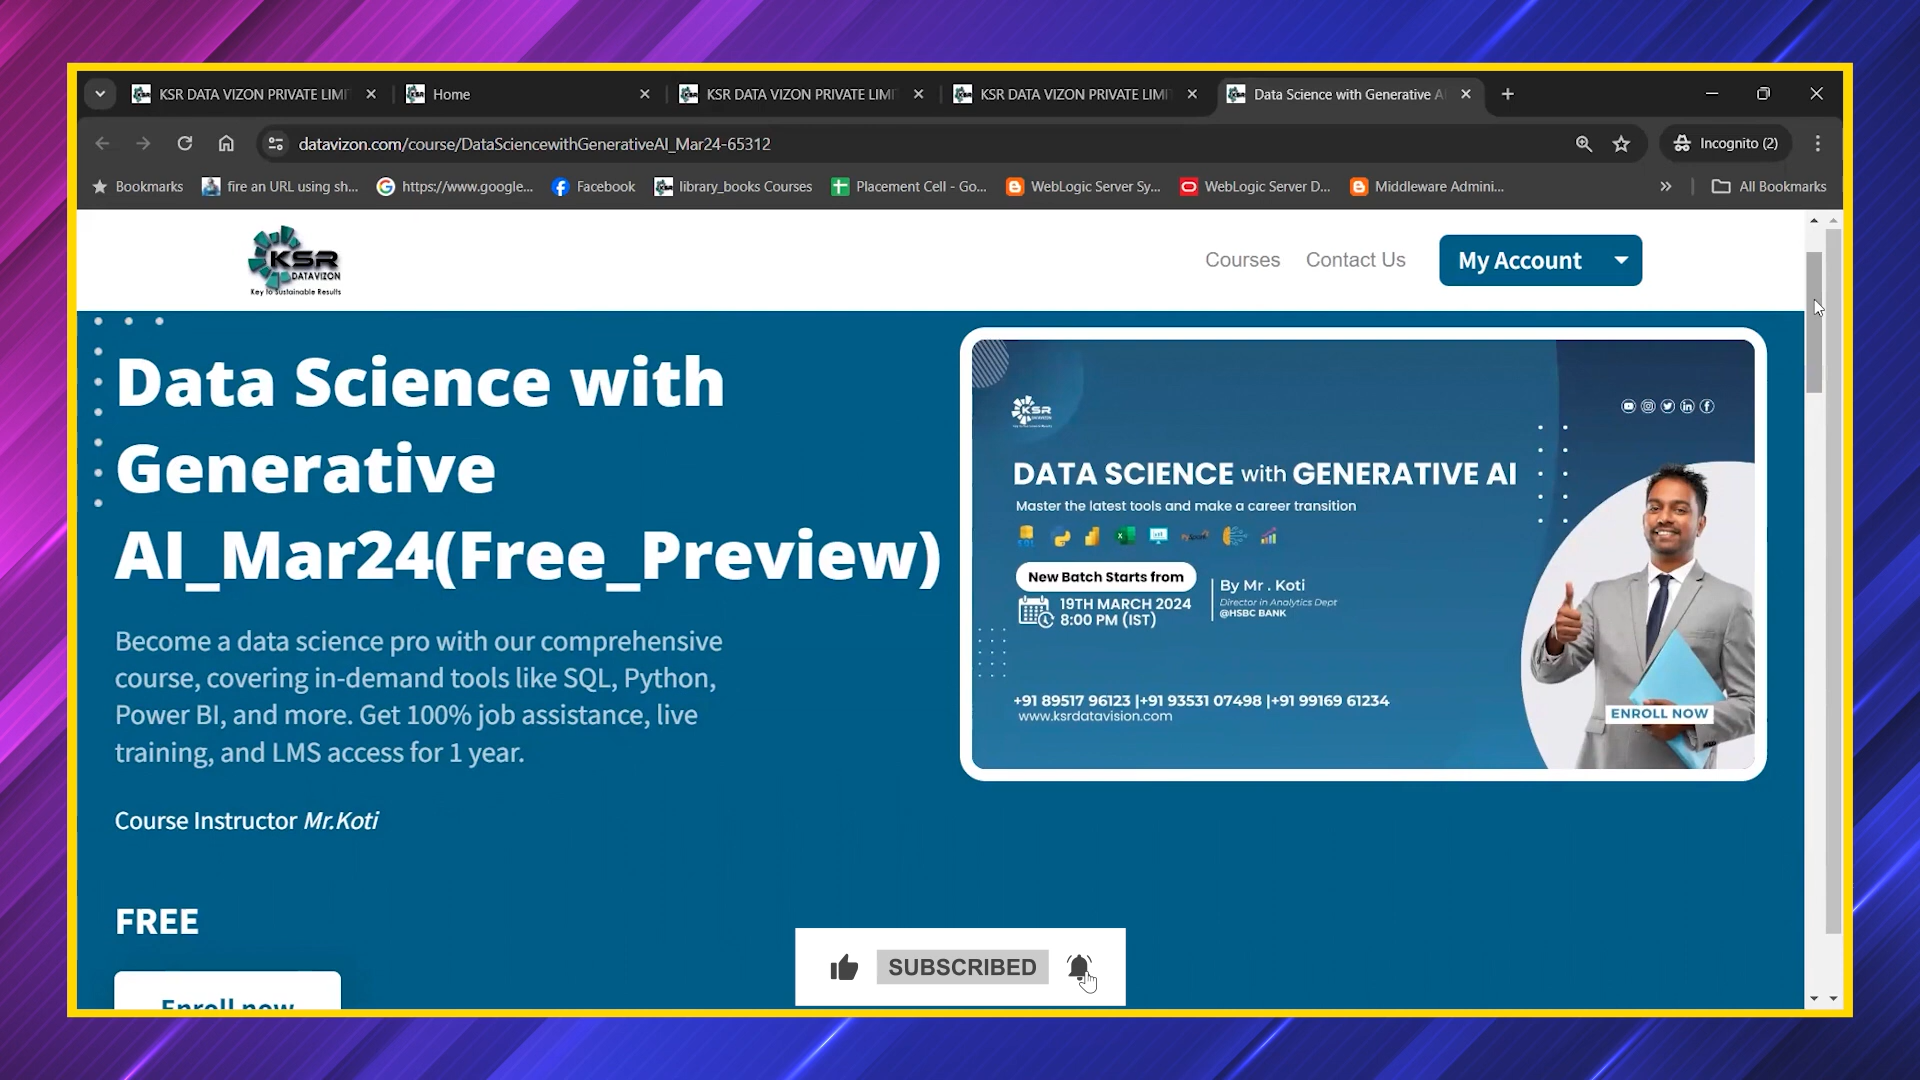 KSR DATA VIZON PRIVATE LIMI
Home
KSR DATA VIZON PRIVATE LIMI
KSR DATA VIZON PRIVATE LIMI
Data Science with Generative AI
datavizon.com/course/DataSciencewithGenerativeAI_Mar24-65312
Incognito (2)
Bookmarks
fire an URL using sh...
https://www.google...
Facebook
library_books Courses
Placement Cell - Go...
WebLogic Server Sy...
WebLogic Server D...
Middleware Admini...
»
All Bookmarks
KSR
DATAVIZON
Key to Sustainable Results
Courses
Contact Us
My Account
Data Science with
Generative
AI_Mar24(Free_Preview)
Become a data science pro with our comprehensive
course, covering in-demand tools like SQL, Python,
Power BI, and more. Get 100% job assistance, live
training, and LMS access for 1 year.
Course Instructor Mr.Koti
FREE
Enroll now
KSR
DATA SCIENCE with GENERATIVE AI
Master the latest tools and make a career transition
SQL
New Batch Starts from
19TH MARCH 2024
8:00 PM (IST)
By Mr . Koti
Director in Analytics Dept
@HSBC BANK
+91 89517 96123 |+91 93531 07498 |+91 99169 61234
www.ksrdatavision.com
ENROLL NOW
SUBSCRIBED